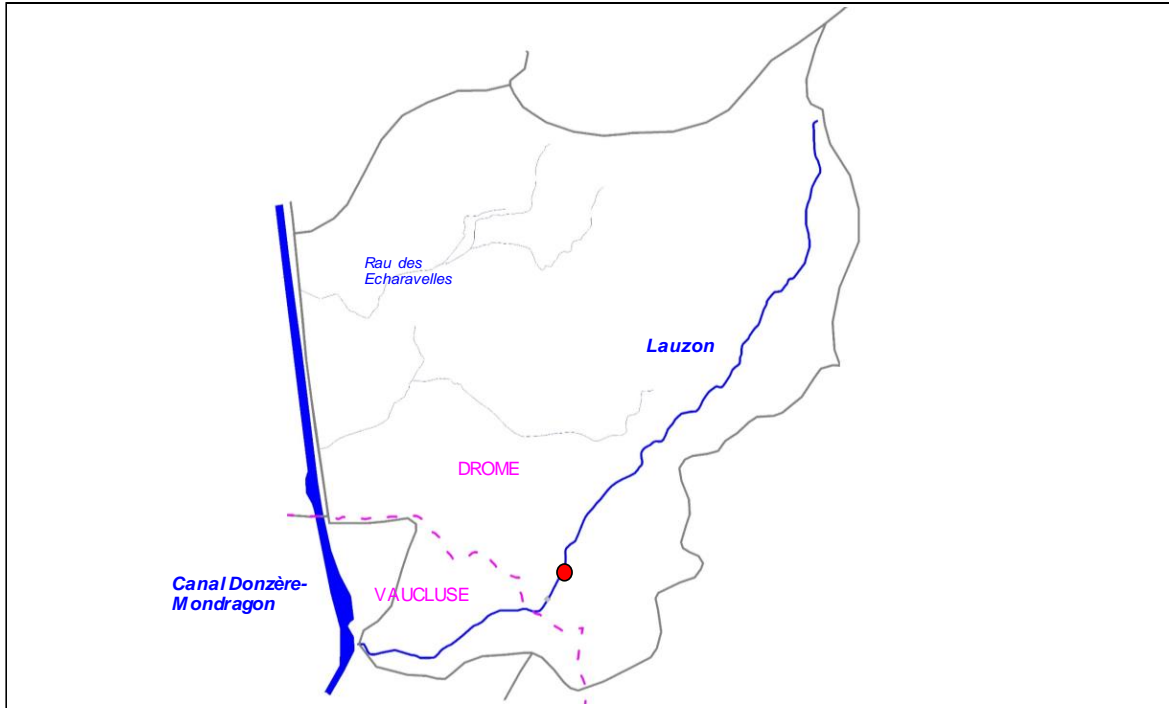 Rau des
Echaravelles
Lauzon
DROME
Canal Donzère-
Mondragon
VAUCLUSE